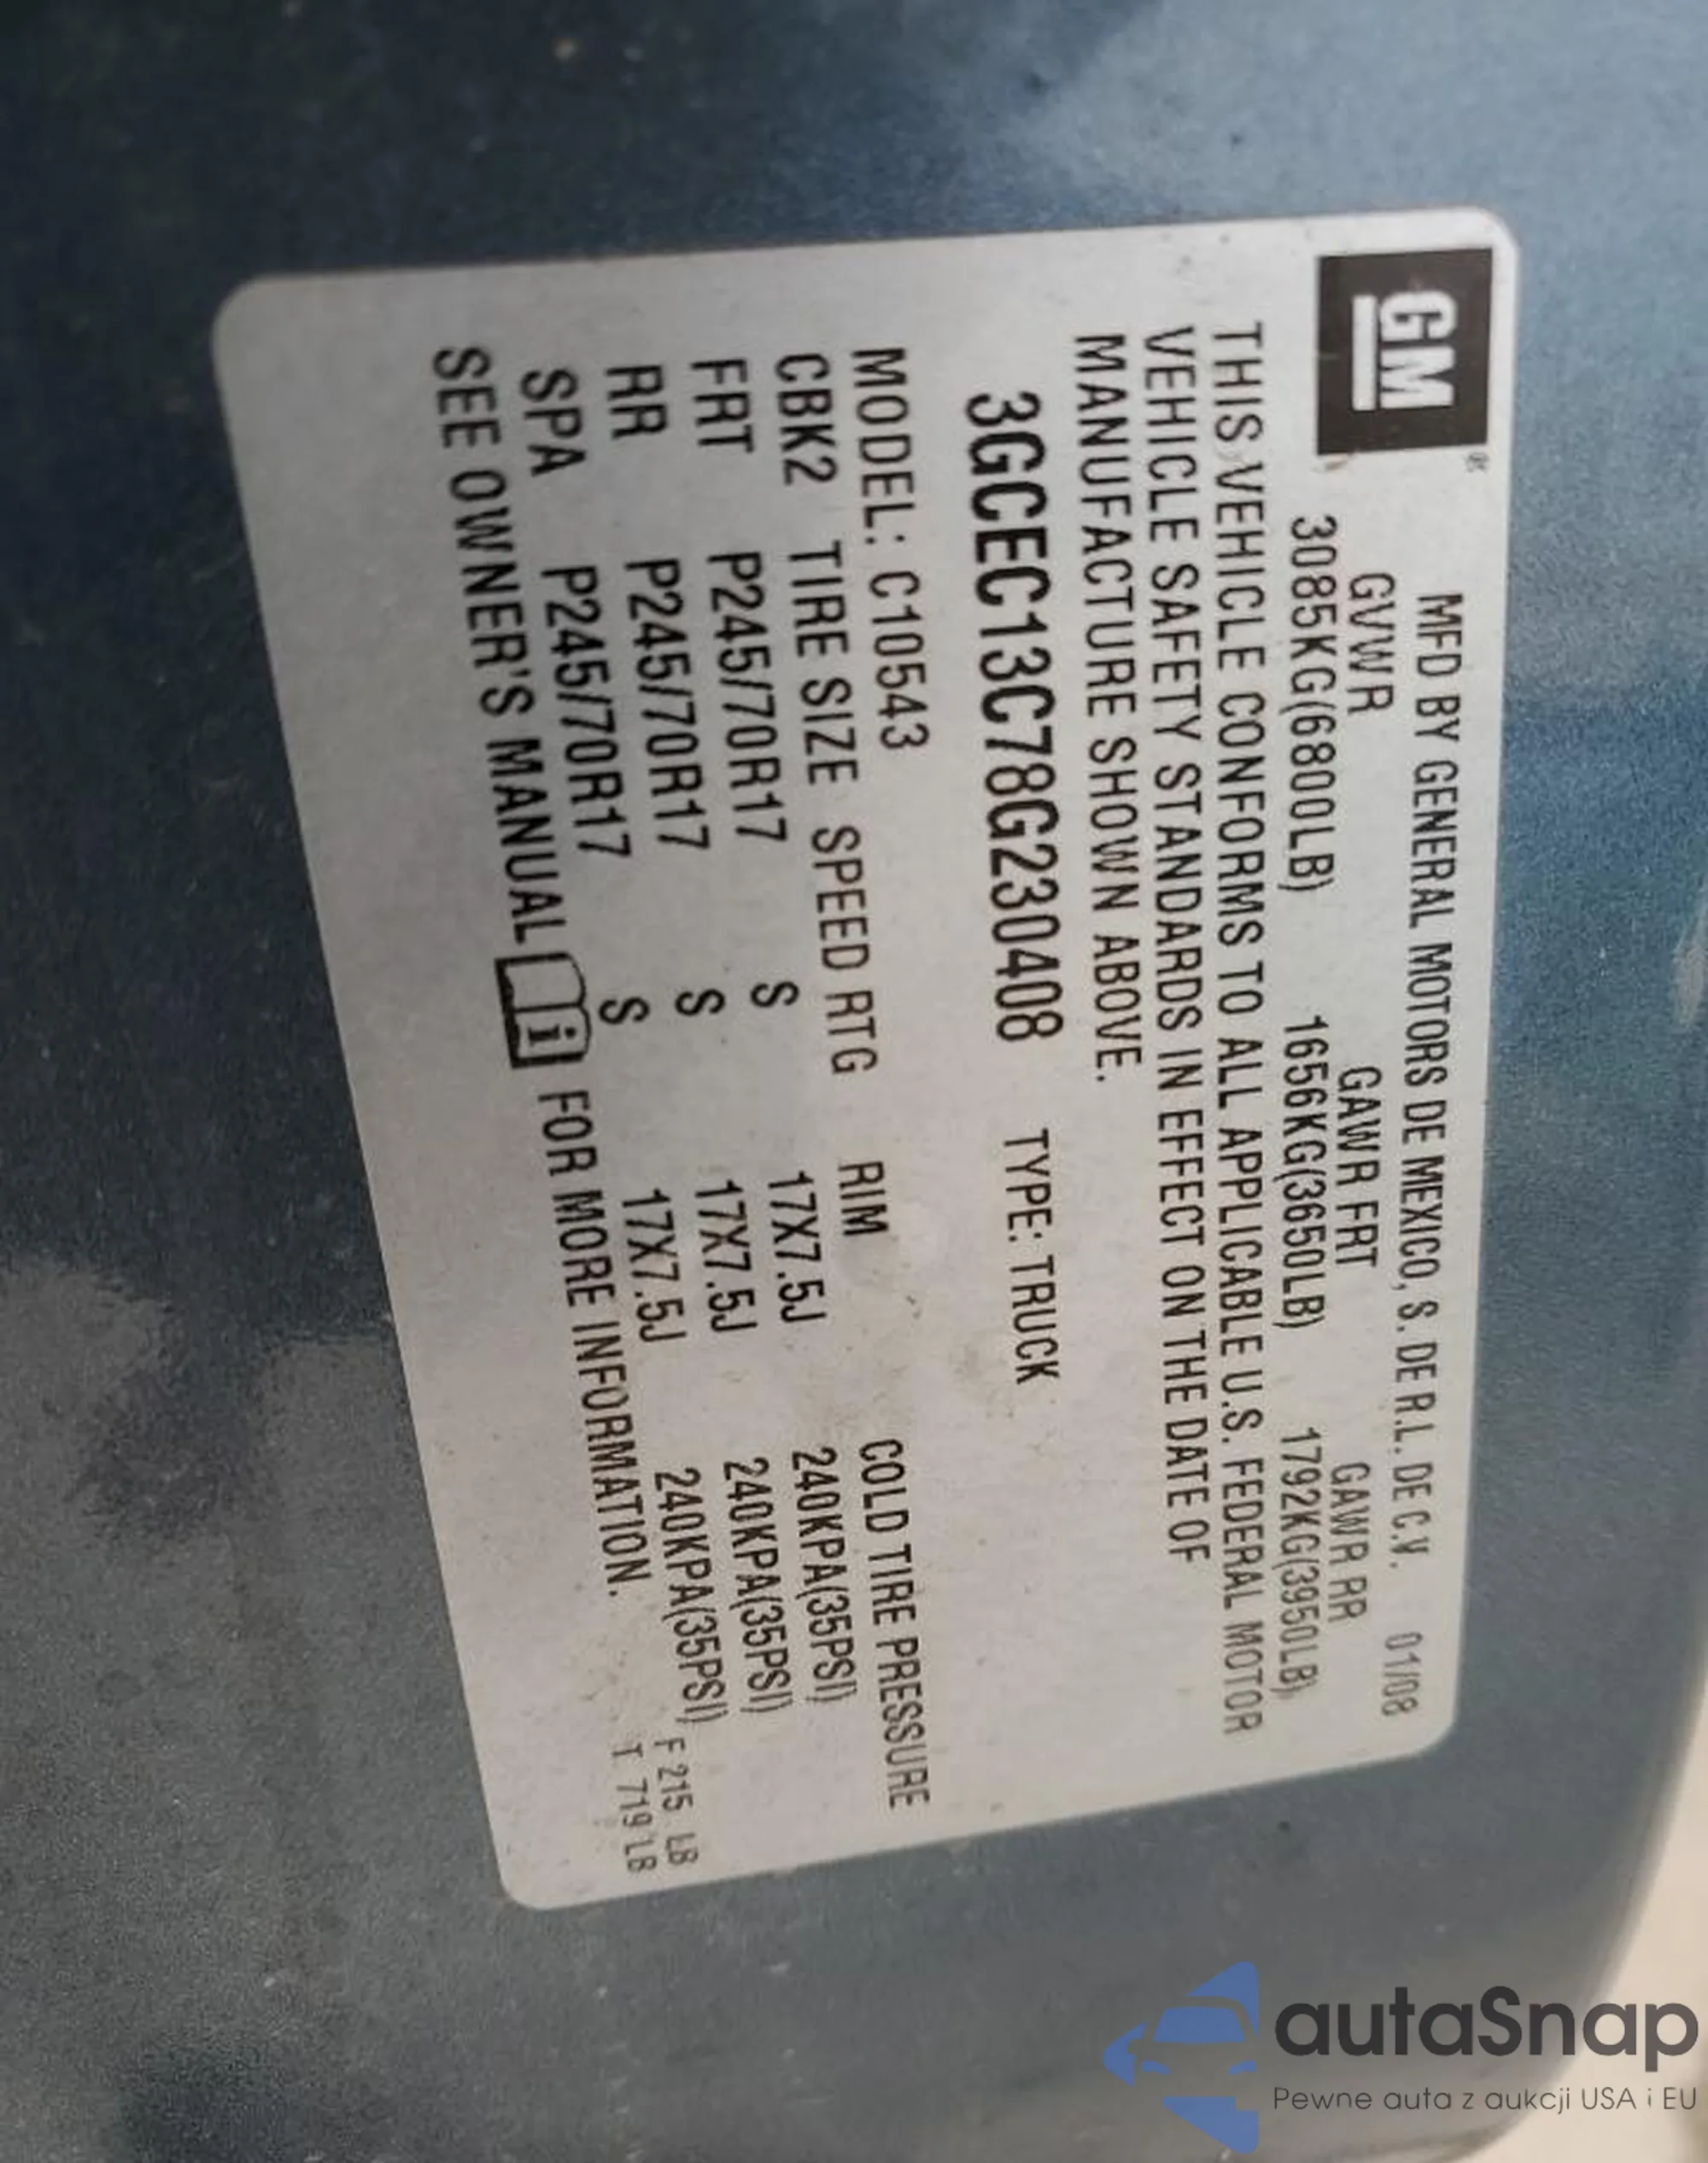 GM®
MFD BY GENERAL MOTORS DE MEXICO, S. DE R.L. DE C.V. 01/08
GVWR GAWR FRT GAWR RR
3085KG(6800LB) 1656KG(3650LB) 1792KG(3950LB)
THIS VEHICLE CONFORMS TO ALL APPLICABLE U.S. FEDERAL MOTOR
VEHICLE SAFETY STANDARDS IN EFFECT ON THE DATE OF
MANUFACTURE SHOWN ABOVE.
3GCEC13C78G230408 TYPE: TRUCK
MODEL: C10543
CBK2 TIRE SIZE SPEED RTG RIM COLD TIRE PRESSURE
FRT P245/70R17 S 17X7.5J 240KPA(35PSI)
RR P245/70R17 S 17X7.5J 240KPA(35PSI)
SPA P245/70R17 S 17X7.5J 240KPA(35PSI)
SEE OWNER'S MANUAL i FOR MORE INFORMATION.
F 215 LB
T 719 LB
autaSnap
Pewne auta z aukcji USA i EU